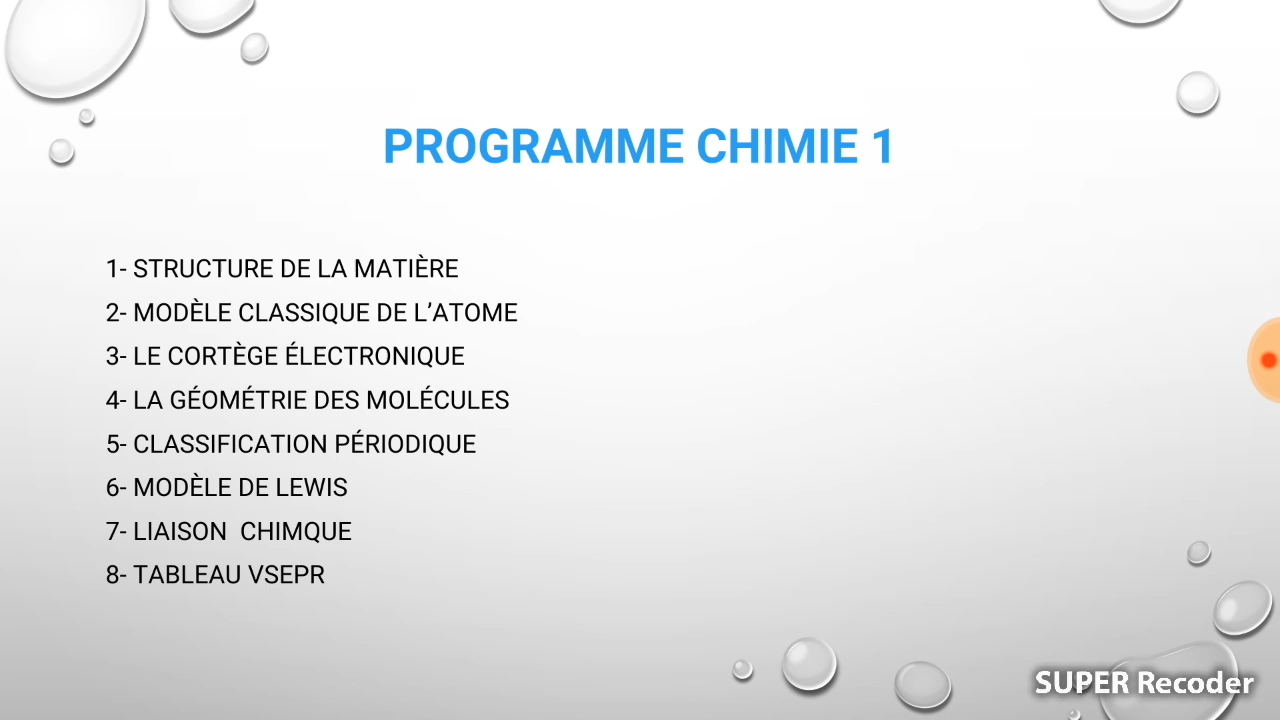 PROGRAMME CHIMIE 1
1- STRUCTURE DE LA MATIÈRE
2- MODÈLE CLASSIQUE DE L’ATOME
3- LE CORTÈGE ÉLECTRONIQUE
4- LA GÉOMÉTRIE DES MOLÉCULES
5- CLASSIFICATION PÉRIODIQUE
6- MODÈLE DE LEWIS
7- LIAISON  CHIMQUE
8- TABLEAU VSEPR
SUPER Recoder